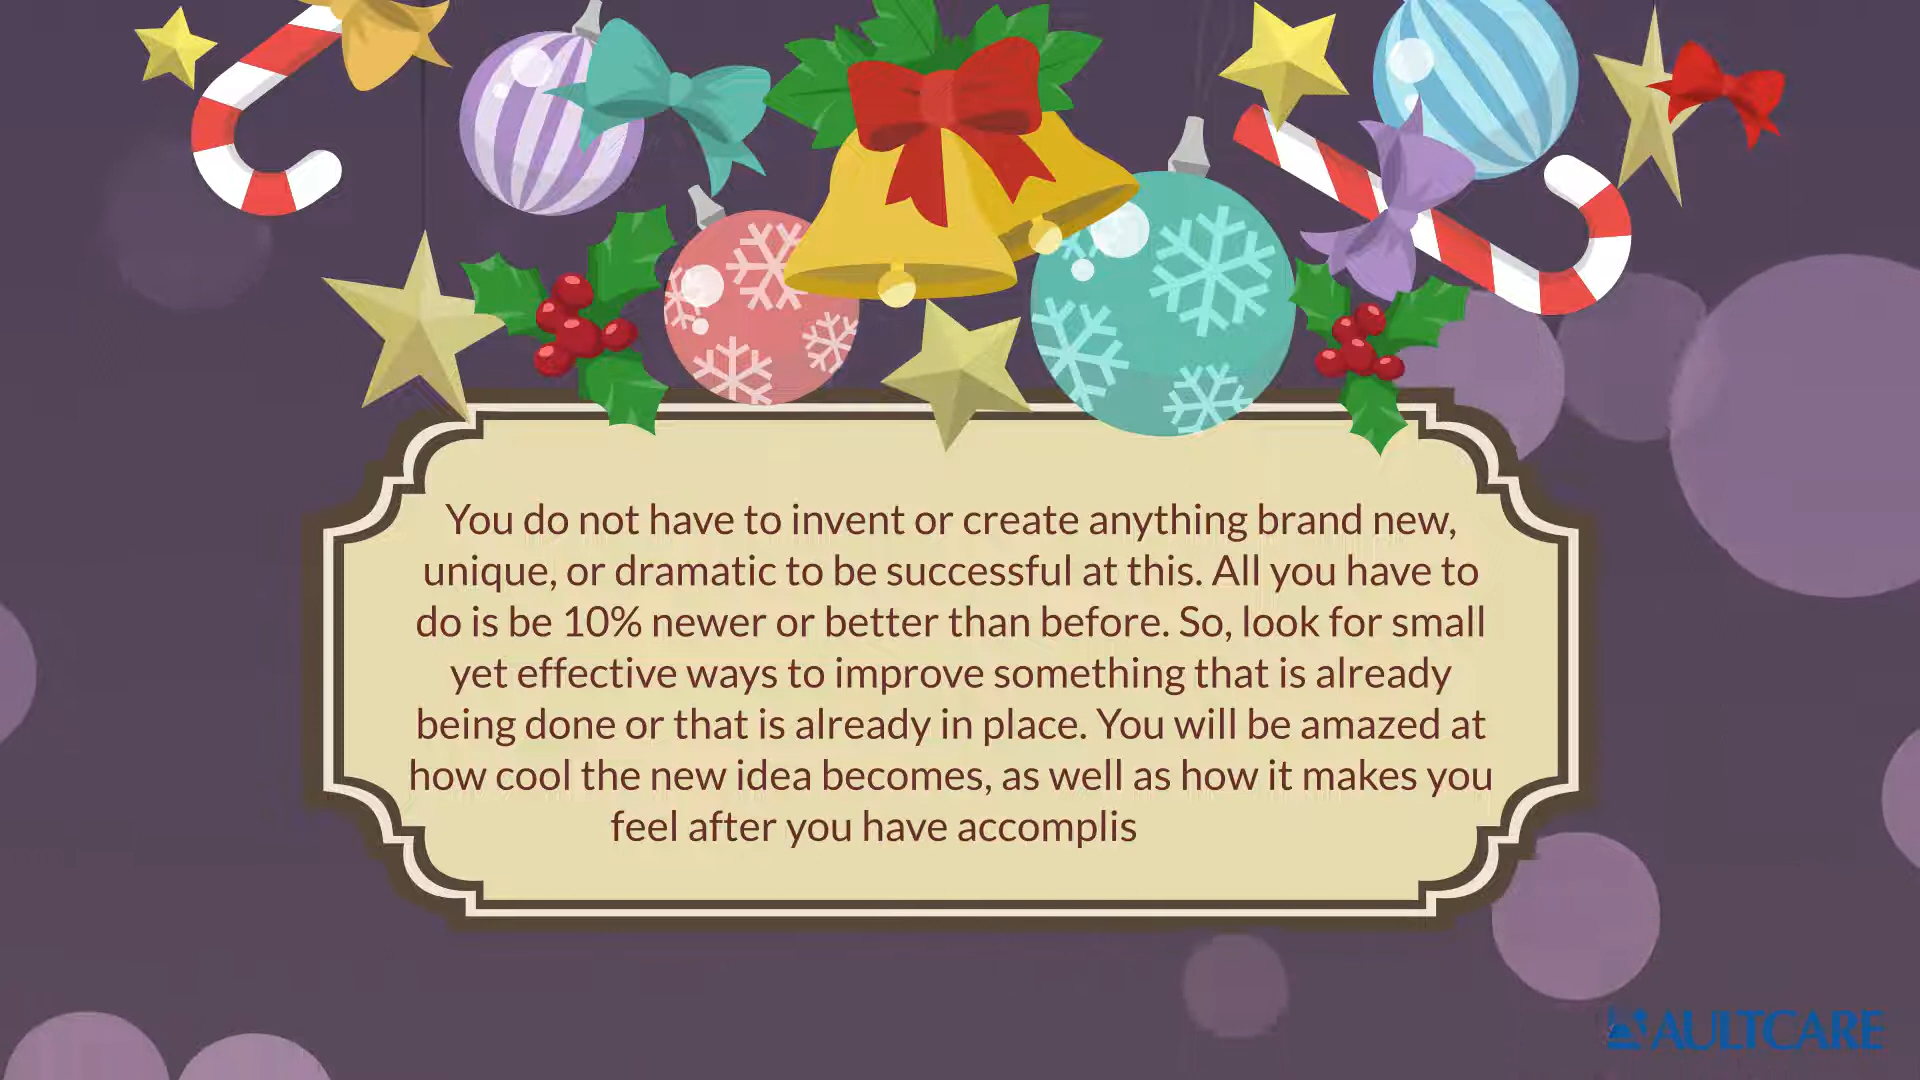 You do not have to invent or create anything brand new,
unique, or dramatic to be successful at this. All you have to
do is be 10% newer or better than before. So, look for small
yet effective ways to improve something that is already
being done or that is already in place. You will be amazed at
how cool the new idea becomes, as well as how it makes you
feel after you have accomplis
AULTCARE